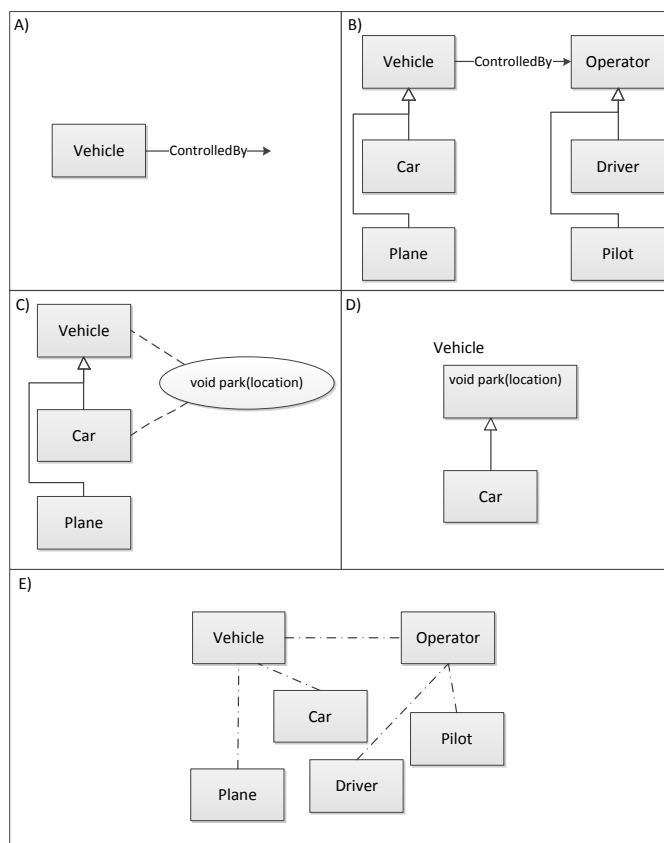 A)
Vehicle
ControlledBy
B)
Vehicle
ControlledBy
Operator
Car
Driver
Plane
Pilot
C)
Vehicle
void park(location)
Car
Plane
D)
Vehicle
void park(location)
Car
E)
Vehicle
Operator
Car
Pilot
Plane
Driver